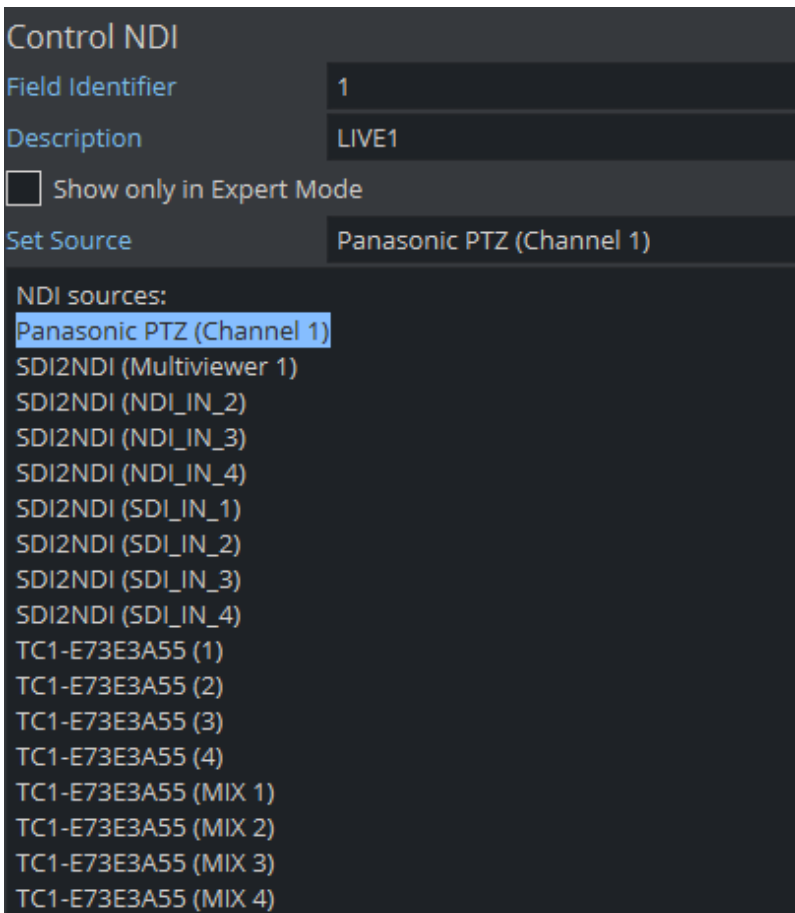 Control NDI
Field Identifier 1
Description LIVE1
Show only in Expert Mode
Set Source Panasonic PTZ (Channel 1)
NDI sources:
Panasonic PTZ (Channel 1)
SDI2NDI (Multiviewer 1)
SDI2NDI (NDI_IN_2)
SDI2NDI (NDI_IN_3)
SDI2NDI (NDI_IN_4)
SDI2NDI (SDI_IN_1)
SDI2NDI (SDI_IN_2)
SDI2NDI (SDI_IN_3)
SDI2NDI (SDI_IN_4)
TC1-E73E3A55 (1)
TC1-E73E3A55 (2)
TC1-E73E3A55 (3)
TC1-E73E3A55 (4)
TC1-E73E3A55 (MIX 1)
TC1-E73E3A55 (MIX 2)
TC1-E73E3A55 (MIX 3)
TC1-E73E3A55 (MIX 4)